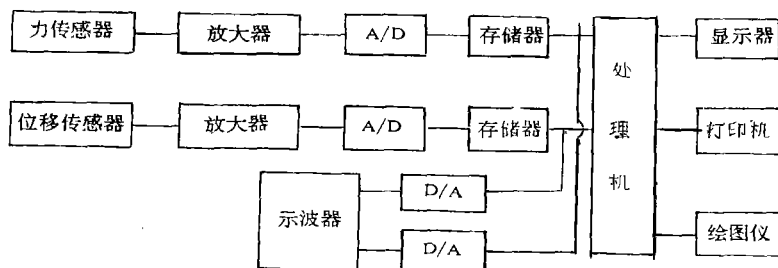 力传感器
放大器
A/D
存储器
处理机
显示器
位移传感器
放大器
A/D
存储器
打印机
示波器
D/A
D/A
绘图仪